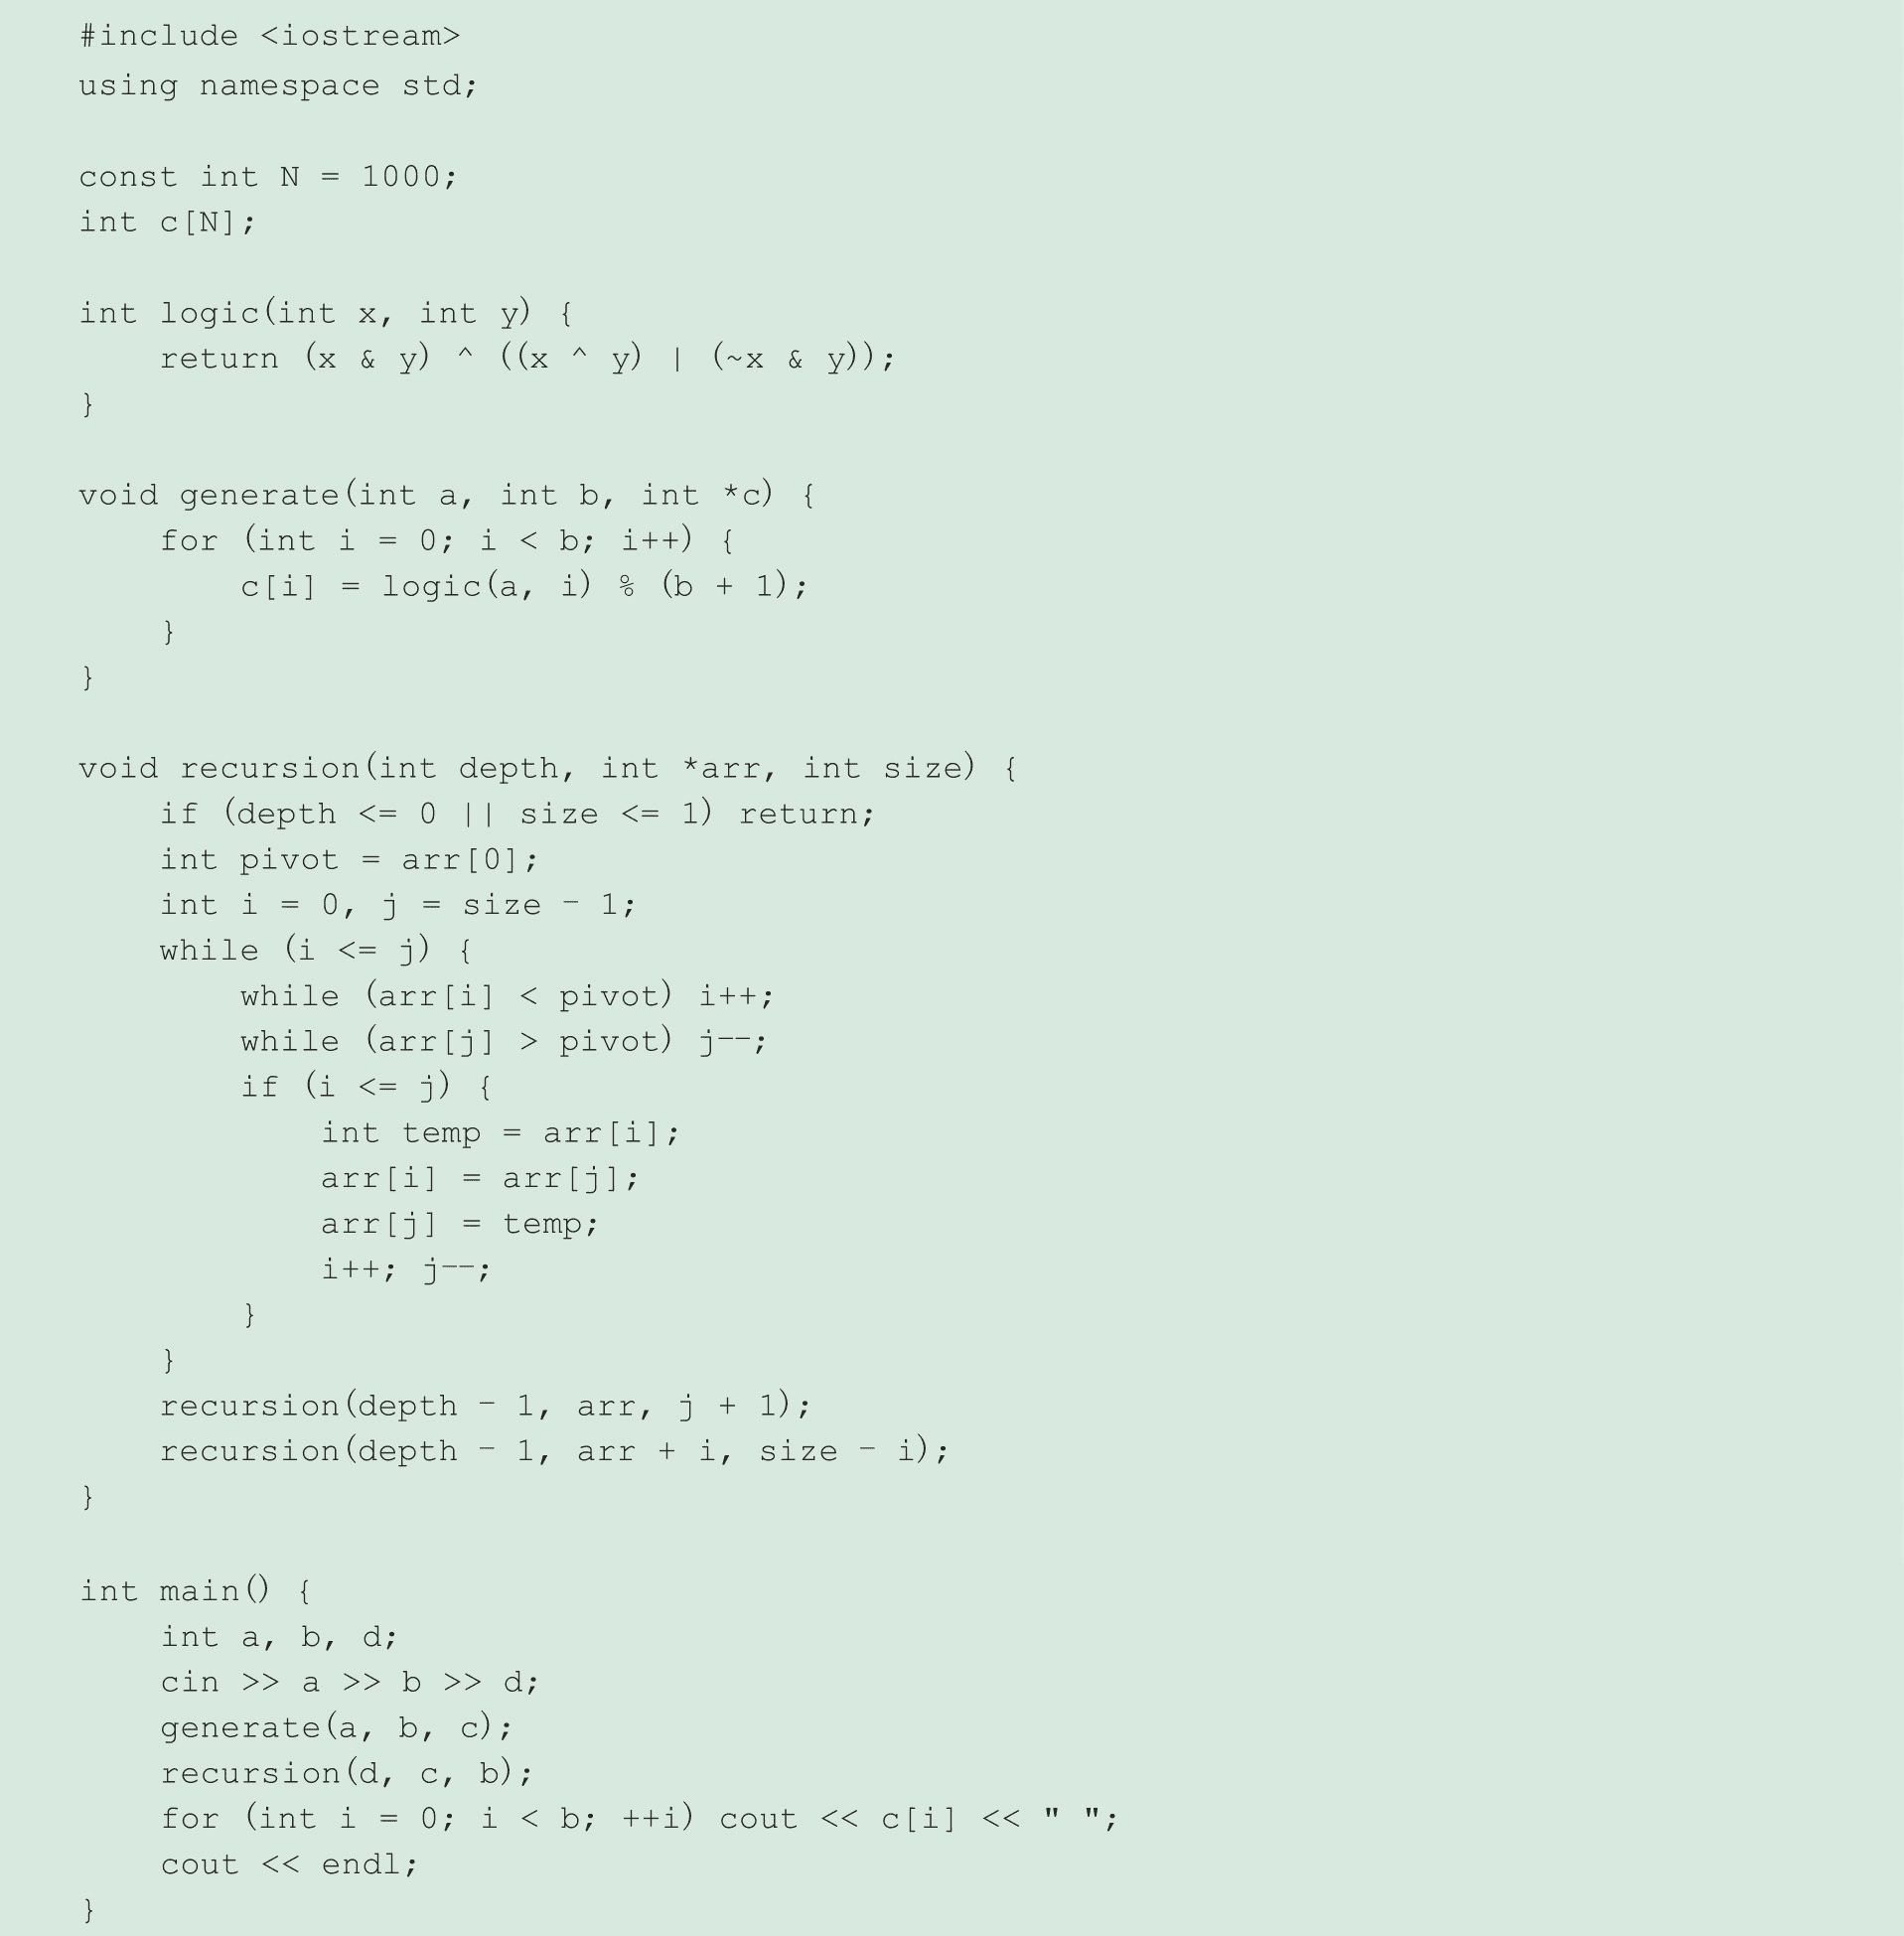 #include <iostream>
using namespace std;

const int N = 1000;
int c[N];

int logic(int x, int y) {
    return (x & y) ^ ((x ^ y) | (~x & y));
}

void generate(int a, int b, int *c) {
    for (int i = 0; i < b; i++) {
        c[i] = logic(a, i) % (b + 1);
    }
}

void recursion(int depth, int *arr, int size) {
    if (depth <= 0 || size <= 1) return;
    int pivot = arr[0];
    int i = 0, j = size - 1;
    while (i <= j) {
        while (arr[i] < pivot) i++;
        while (arr[j] > pivot) j--;
        if (i <= j) {
            int temp = arr[i];
            arr[i] = arr[j];
            arr[j] = temp;
            i++; j--;
        }
    }
    recursion(depth - 1, arr, j + 1);
    recursion(depth - 1, arr + i, size - i);
}

int main() {
    int a, b, d;
    cin >> a >> b >> d;
    generate(a, b, c);
    recursion(d, c, b);
    for (int i = 0; i < b; ++i) cout << c[i] << " ";
    cout << endl;
}